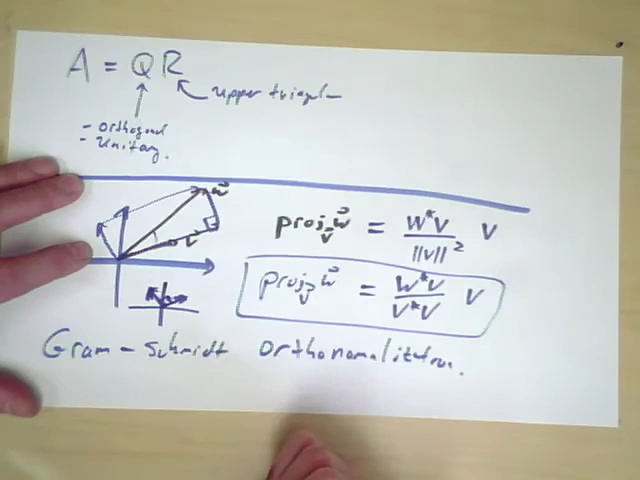 A = QR
upper triangular
- Orthogonal
- Unitary.
w
v
proj_v w = w*v / ||v||² v
proj_v w = w*v / v*v v
Gram-Schmidt Orthonormalization.